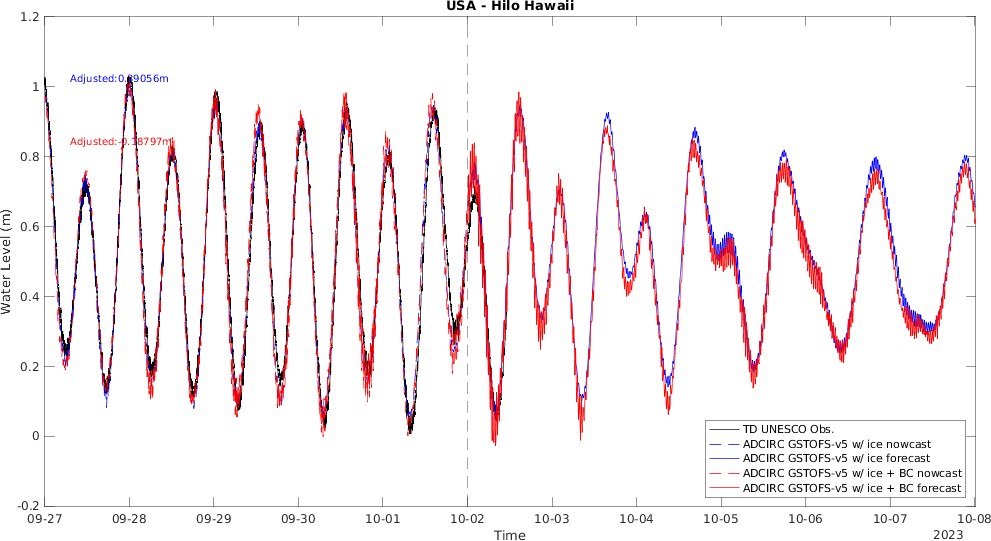 USA - Hilo Hawaii
1.2
1
0.8
0.6
0.4
0.2
0
-0.2
Water Level (m)
Adjusted:0.39056m
Adjusted:-0.18797m
TD UNESCO Obs.
ADCIRC GSTOFS-v5 w/ ice nowcast
ADCIRC GSTOFS-v5 w/ ice forecast
ADCIRC GSTOFS-v5 w/ ice + BC nowcast
ADCIRC GSTOFS-v5 w/ ice + BC forecast
09-27 09-28 09-29 09-30 10-01 10-02 10-03 10-04 10-05 10-06 10-07 10-08
Time
2023